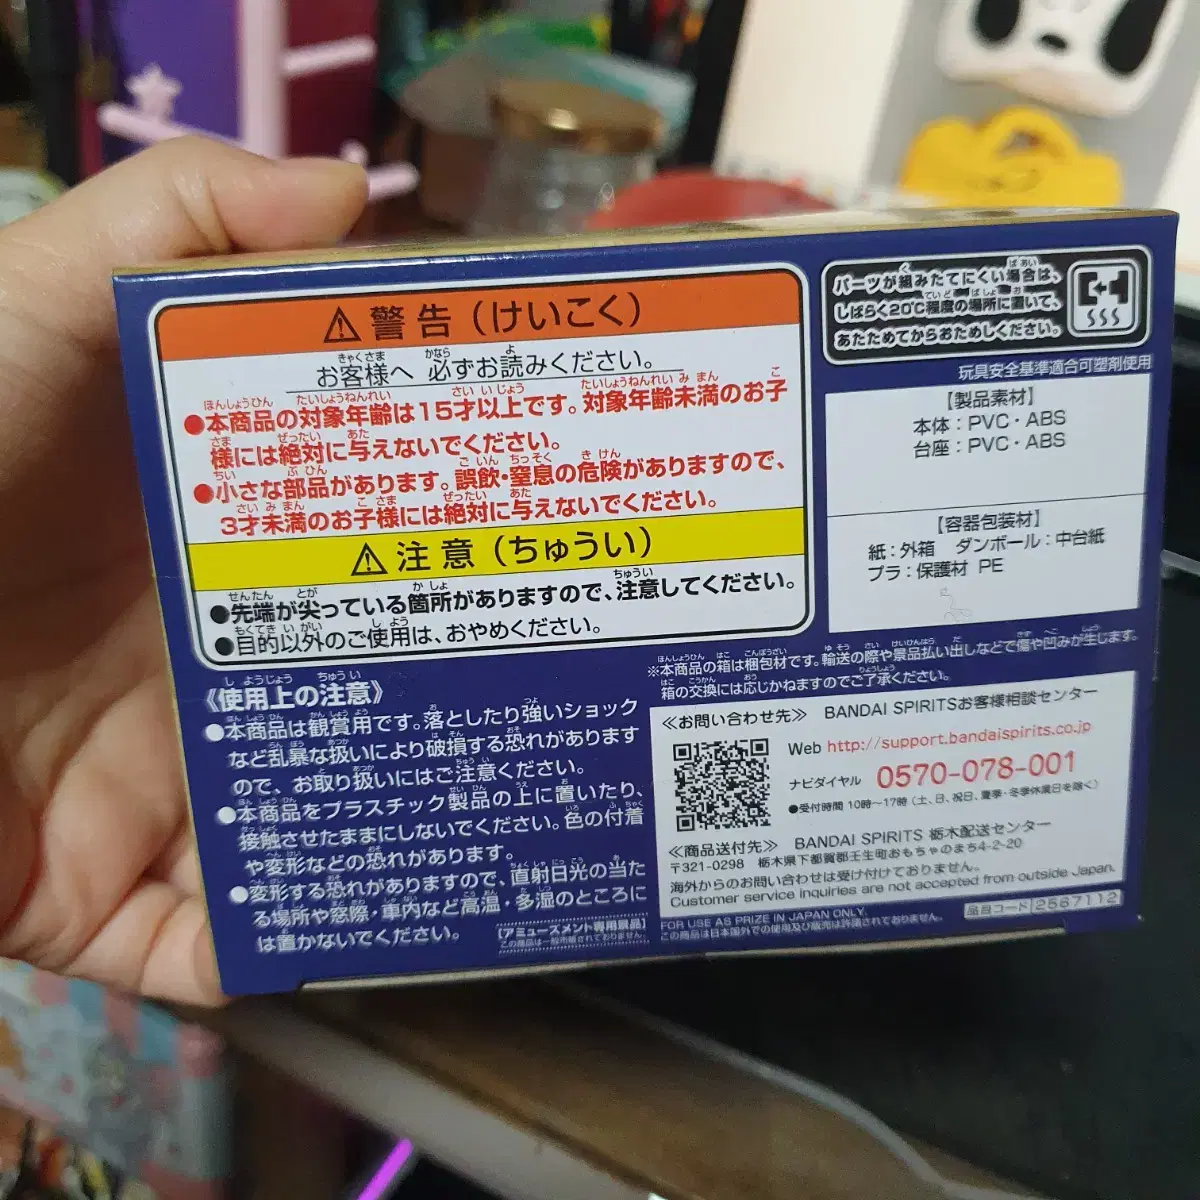 ⚠警告（けいこく）
お客様へ 必ずお読みください。
●本商品の対象年齢は15才以上です。対象年齢未満のお子
様には絶対に与えないでください。
●小さな部品があります。誤飲・窒息の危険がありますので、
3才未満のお子様には絶対に与えないでください。
⚠注意（ちゅうい）
●先端が尖っている箇所がありますので、注意してください。
●目的以外のご使用は、おやめください。
《使用上の注意》
●本商品は観賞用です。落としたり強いショック
など乱暴な扱いにより破損する恐れがあります
ので、お取り扱いにはご注意ください。
●本商品をプラスチック製品の上に置いたり、
接触させたままにしないでください。色の付着
や変形などの恐れがあります。
●変形する恐れがありますので、直射日光の当た
る場所や窓際・車内など高温・多湿のところに
は置かないでください。
［アミューズメント専用景品］
この商品は一般市販されておりません。
パーツが組みたてにくい場合は、
しばらく20℃程度の場所に置いて、
あたためてからおためしください。
玩具安全基準適合可塑剤使用
【製品素材】
本体：PVC・ABS
台座：PVC・ABS
【容器包装材】
紙：外箱 ダンボール：中台紙
プラ：保護材 PE
※本商品の箱は梱包材です。輸送の際や景品払い出しなどで傷や凹みが生じます。
箱の交換には応じかねますのでご了承ください。
≪お問い合わせ先≫ BANDAI SPIRITSお客様相談センター
Web http://support.bandaispirits.co.jp
ナビダイヤル 0570-078-001
●受付時間 10時～17時（土、日、祝日、夏季・冬季休業日を除く）
≪商品送付先≫ BANDAI SPIRITS 栃木配送センター
〒321-0298 栃木県下都賀郡壬生町おもちゃのまち4-2-20
海外からのお問い合わせは受け付けておりません。
Customer service inquiries are not accepted from outside Japan.
FOR USE AS PRIZE IN JAPAN ONLY.
この商品は日本国外での使用及び販売は許諾されておりません。
品目コード 2567112